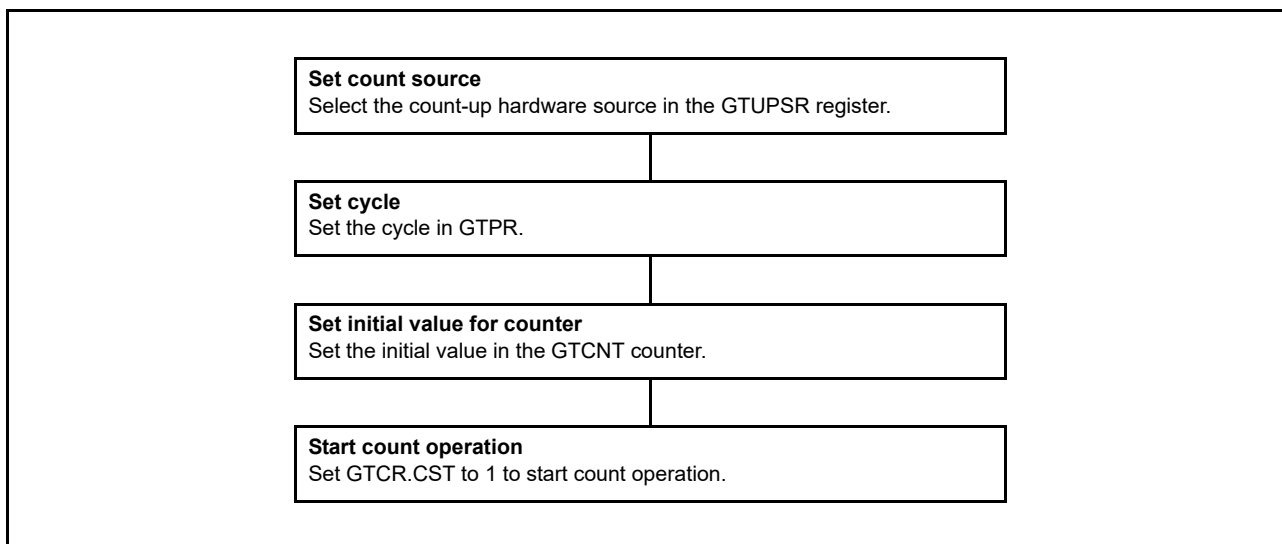 Set count source
Select the count-up hardware source in the GTUPSR register.
Set cycle
Set the cycle in GTPR.
Set initial value for counter
Set the initial value in the GTCNT counter.
Start count operation
Set GTCR.CST to 1 to start count operation.